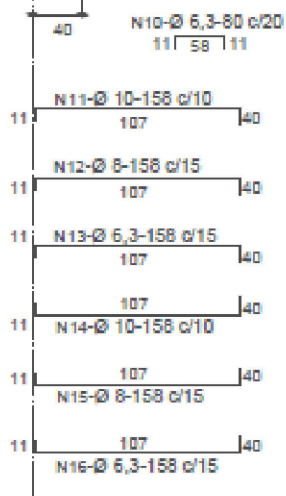 40
N10-Ø 6,3-80 c/20
11 58 11
N11-Ø 10-158 c/10
11 107 40
N12-Ø 8-158 c/15
11 107 40
11 N13-Ø 6,3-158 c/15
107 40
107 40
11 N14-Ø 10-158 c/10
11 107 40
N15-Ø 8-158 c/15
11 107 40
N16-Ø 6,3-158 c/15